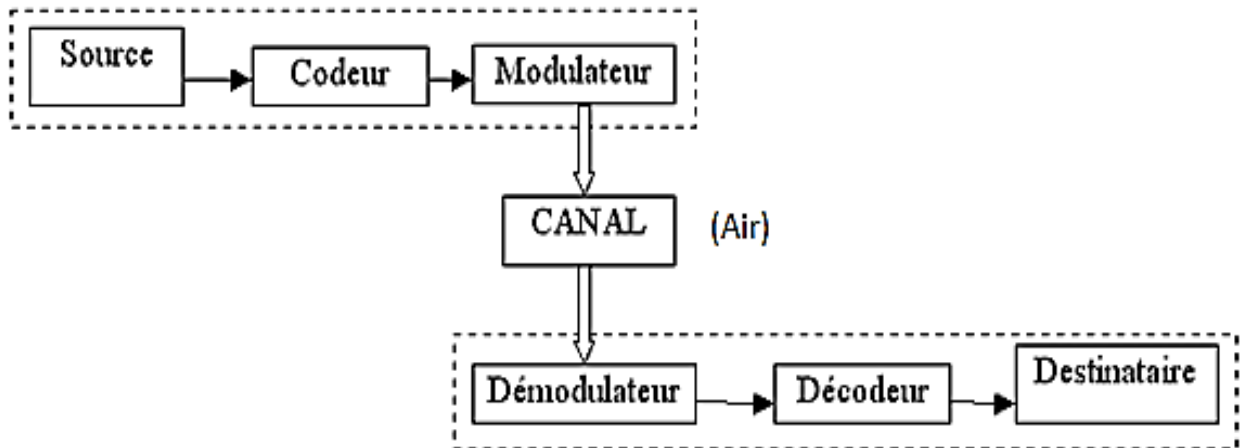 Source
Codeur
Modulateur
CANAL
(Air)
Démodulateur
Décodeur
Destinataire